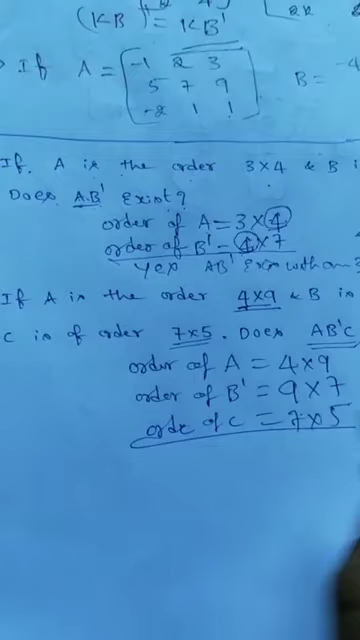 (KB)' = KB'
If A = [-1 2 3
5 7 9
-2 1 1]
B = -4
If. A is the order 3×4 & B i
Does AB' Exist?
order of A = 3×4
order of B' = 4×7
Yes AB' Exis with
If A is the order 4×9 & B is
C is of order 7×5. Does AB'C
order of A = 4×9
order of B' = 9×7
orde of C = 7×5